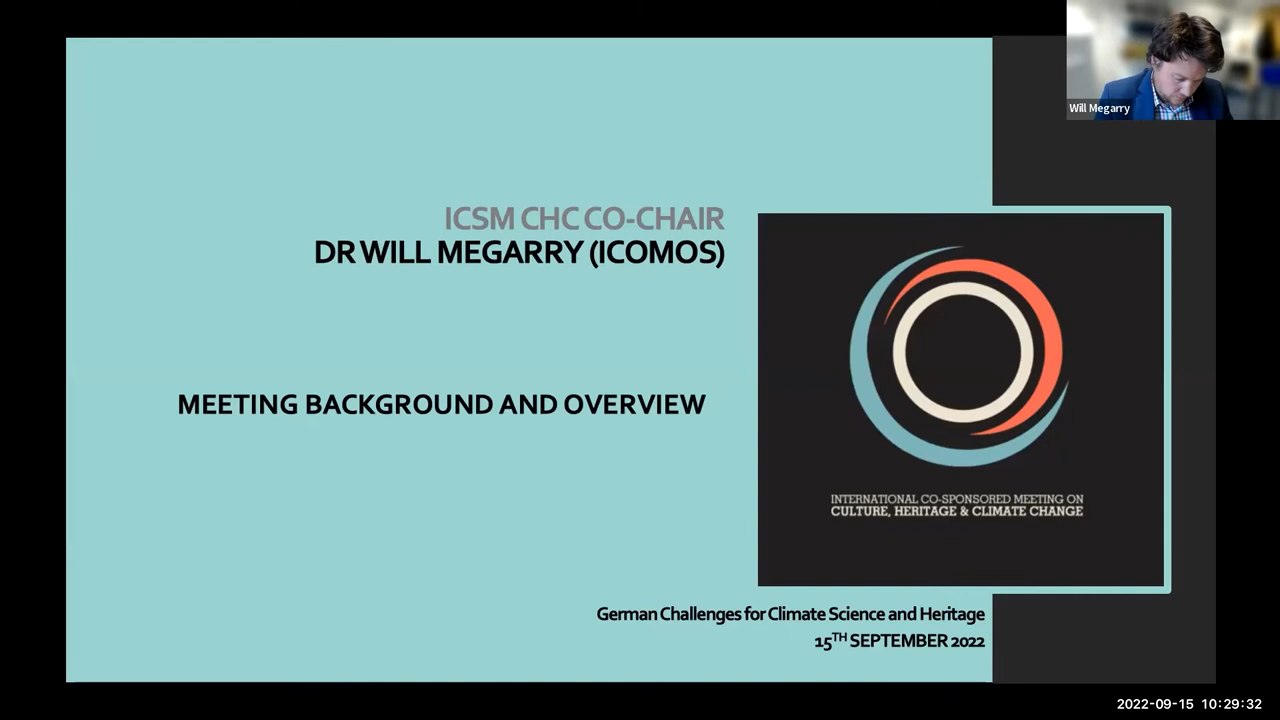 Will Megarry
ICSM CHC CO-CHAIR
DR WILL MEGARRY (ICOMOS)
MEETING BACKGROUND AND OVERVIEW
INTERNATIONAL CO-SPONSORED MEETING ON
CULTURE, HERITAGE & CLIMATE CHANGE
German Challenges for Climate Science and Heritage
15TH SEPTEMBER 2022
2022-09-15 10:29:32